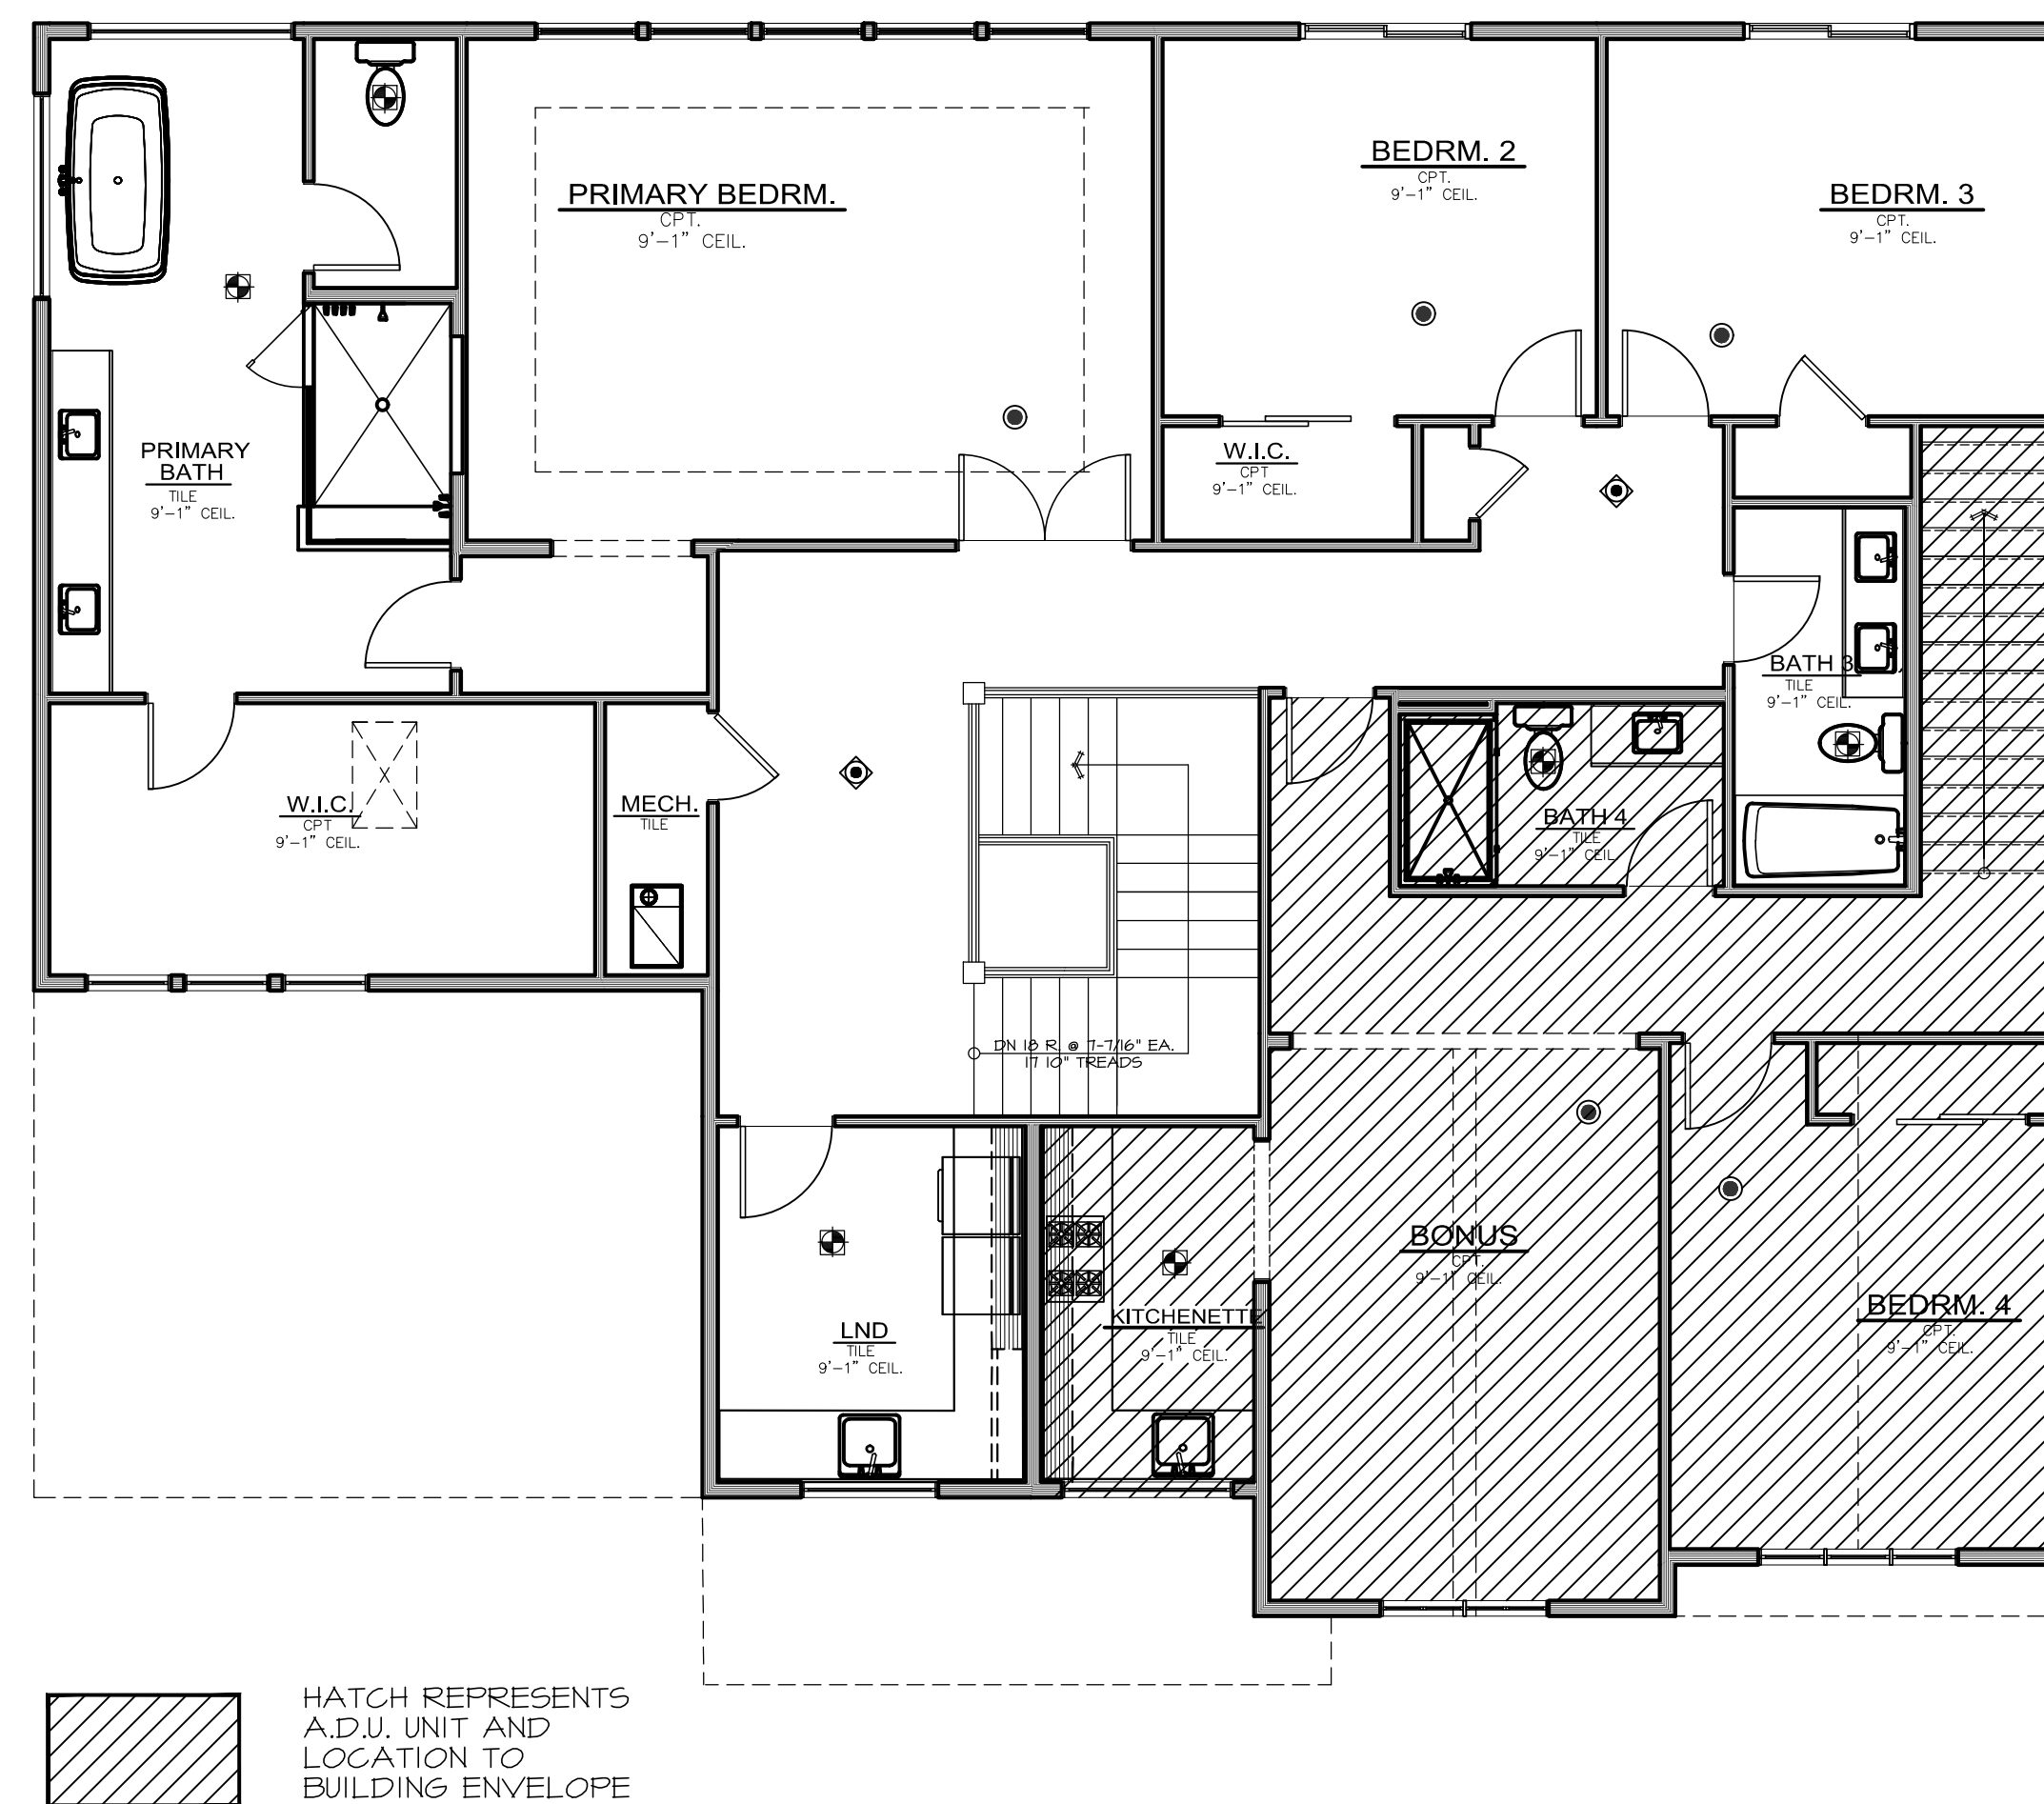 BEDRM. 2
CPT.
9'-1" CEIL.
PRIMARY BEDRM.
CPT.
9'-1" CEIL.
BEDRM. 3
CPT.
9'-1" CEIL.
PRIMARY
BATH
TILE
9'-1" CEIL.
W.I.C.
CPT
9'-1" CEIL.
BATH 3
TILE
9'-1" CEIL.
W.I.C.
CPT
9'-1" CEIL.
MECH.
TILE
BATH 4
TILE
9'-1" CEIL
DN 18 R. @ 7-7/16" EA.
17 10" TREADS
BONUS
CPT.
9'-1" CEIL.
KITCHENETTE
TILE
9'-1" CEIL.
BEDRM. 4
CPT.
9'-1" CEIL.
LND
TILE
9'-1" CEIL.
HATCH REPRESENTS
A.D.U. UNIT AND
LOCATION TO
BUILDING ENVELOPE